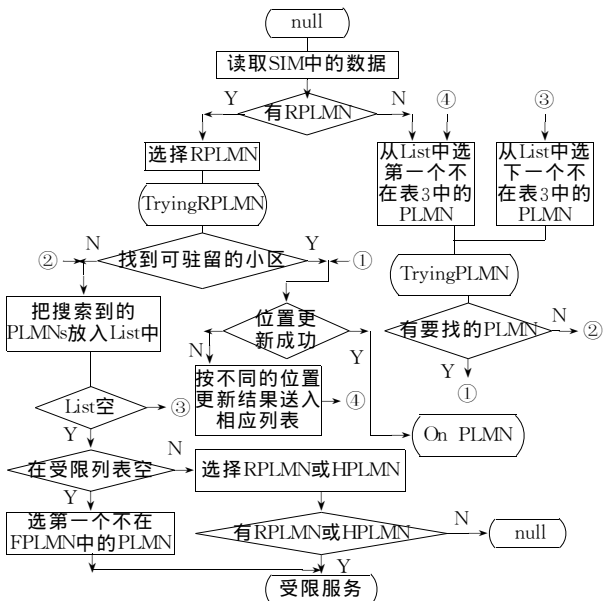 null
读取SIM中的数据
Y
有RPLMN
N
④
③
选择RPLMN
从List中选
第一个不
在表3中的
PLMN
从List中选
下一个不
在表3中的
PLMN
TryingRPLMN
②
N
找到可驻留的小区
Y
①
TryingPLMN
把搜索到的
PLMNs放入List中
位置更
新成功
有要找的PLMN
N
②
N
Y
Y
①
按不同的位置
更新结果送入
相应列表
④
List空
③
On PLMN
Y
在受限列表空
N
选择RPLMN或HPLMN
Y
选第一个不在
FPLMN中的PLMN
有RPLMN或HPLMN
N
null
Y
受限服务